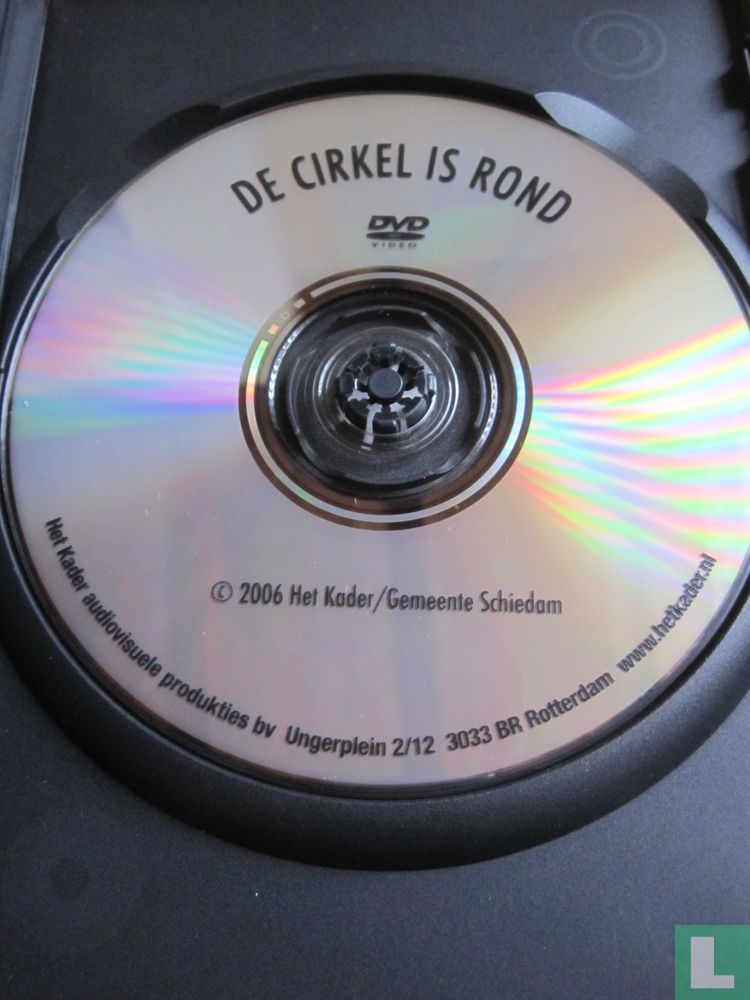 DE CIRKEL IS ROND
DVD
VIDEO
© 2006 Het Kader/Gemeente Schiedam
Het Kader audiovisuele produkties bv Ungerplein 2/12 3033 BR Rotterdam www.hetkader.nl
L